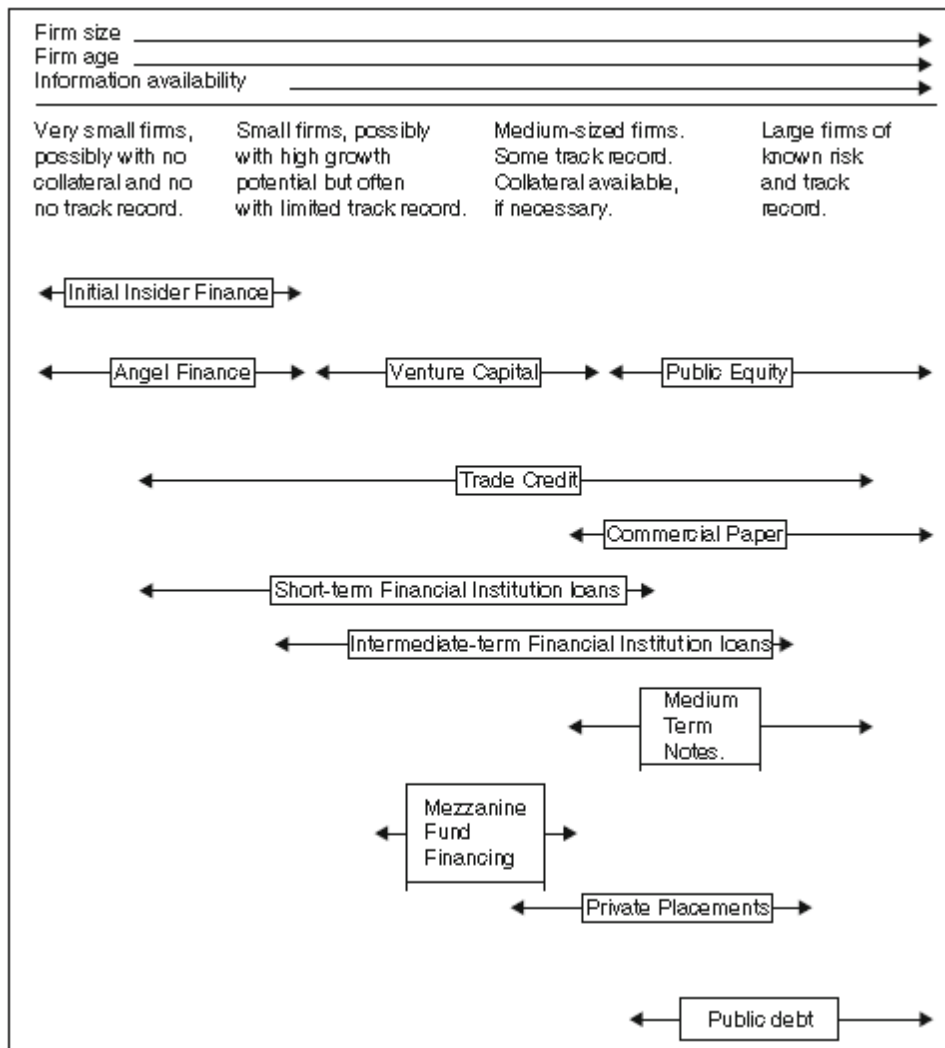 Firm size
Firm age
Information availability
Very small firms,
possibly with no
collateral and no
no track record.
Small firms, possibly
with high growth
potential but often
with limited track record.
Medium-sized firms.
Some track record.
Collateral available,
if necessary.
Large firms of
known risk
and track
record.
Initial Insider Finance
Angel Finance
Venture Capital
Public Equity
Trade Credit
Commercial Paper
Short-term Financial Institution loans
Intermediate-term Financial Institution loans
Medium
Term
Notes.
Mezzanine
Fund
Financing
Private Placements
Public debt